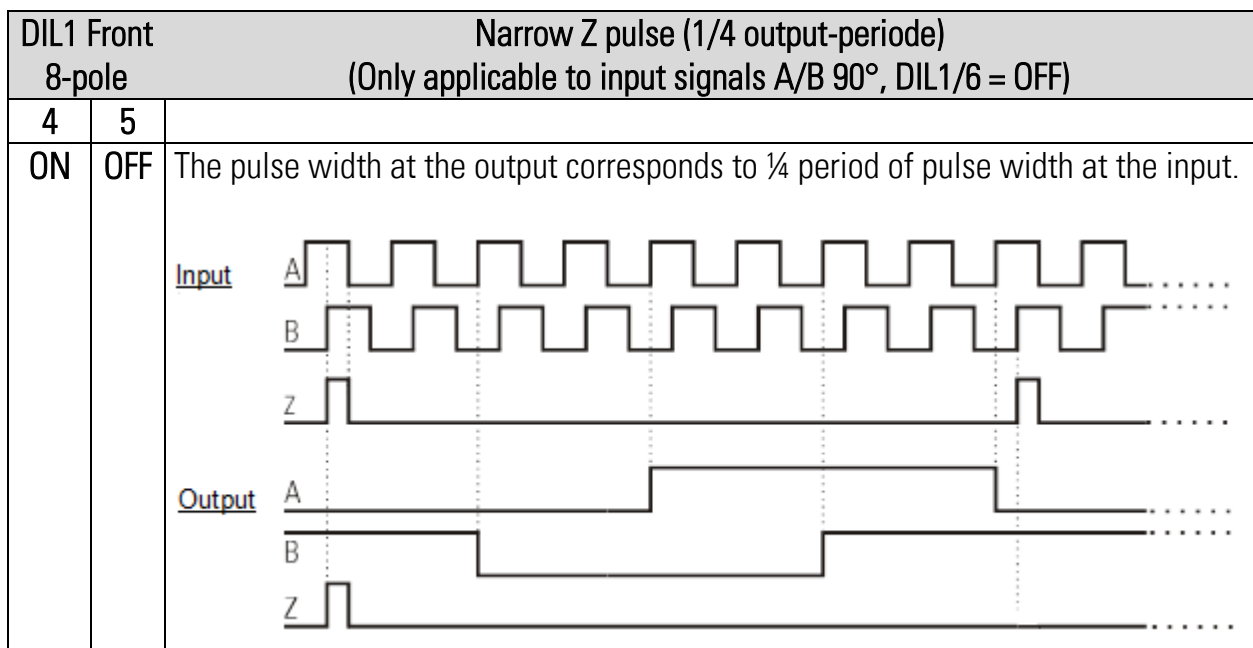 DIL1 Front
8-pole
Narrow Z pulse (1/4 output-periode)
(Only applicable to input signals A/B 90°, DIL1/6 = OFF)
4 5
ON OFF The pulse width at the output corresponds to ¼ period of pulse width at the input.
Input A
B
Z
Output A
B
Z